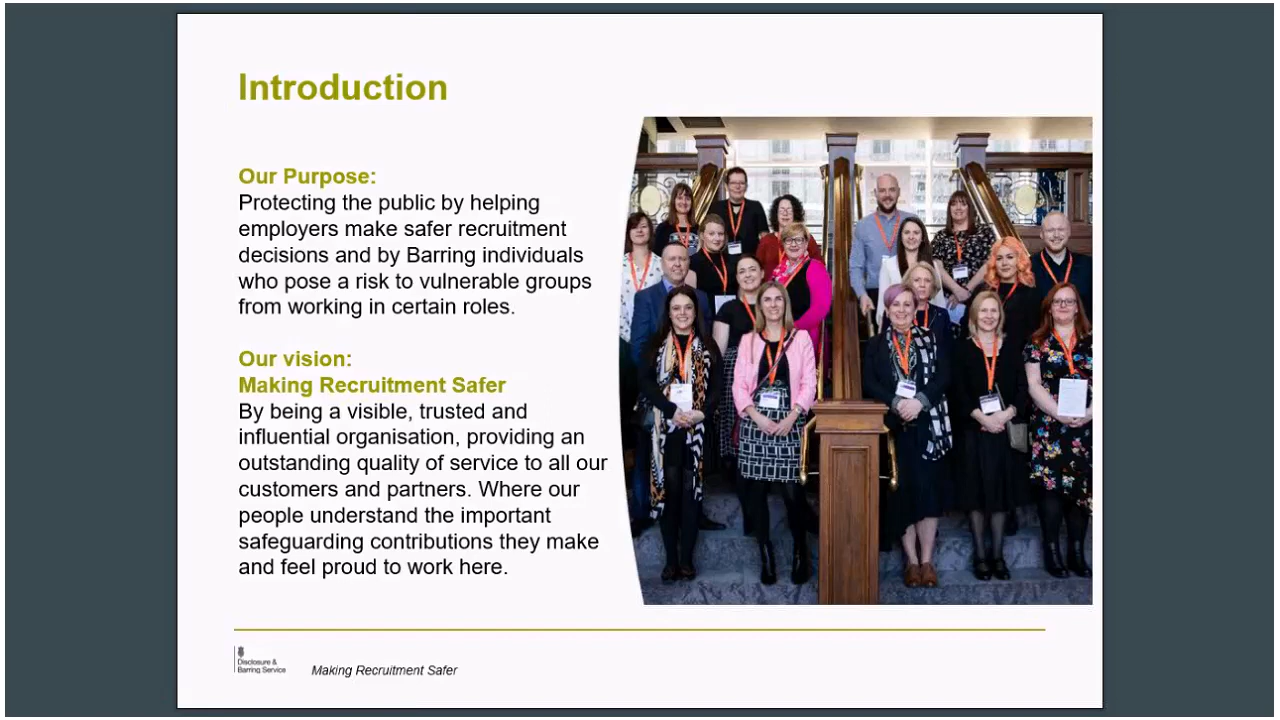 Introduction
Our Purpose:
Protecting the public by helping
employers make safer recruitment
decisions and by Barring individuals
who pose a risk to vulnerable groups
from working in certain roles.
Our vision:
Making Recruitment Safer
By being a visible, trusted and
influential organisation, providing an
outstanding quality of service to all our
customers and partners. Where our
people understand the important
safeguarding contributions they make
and feel proud to work here.
Disclosure &
Barring Service
Making Recruitment Safer